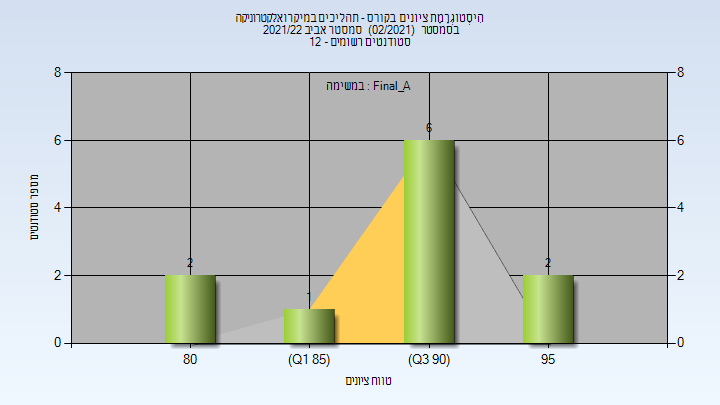 היסטוגרמת ציונים בקורס - תהליכים במיקרואלקטרוניקה
בסמסטר (02/2021) סמסטר אביב 2021/22
סטודנטים רשומים - 12
במשימה : Final_A
8 8
6 6
4 4
2 2
0 0
2
1
6
2
מספר סטודנטים
80
(Q1 85)
(Q3 90)
95
טווח ציונים